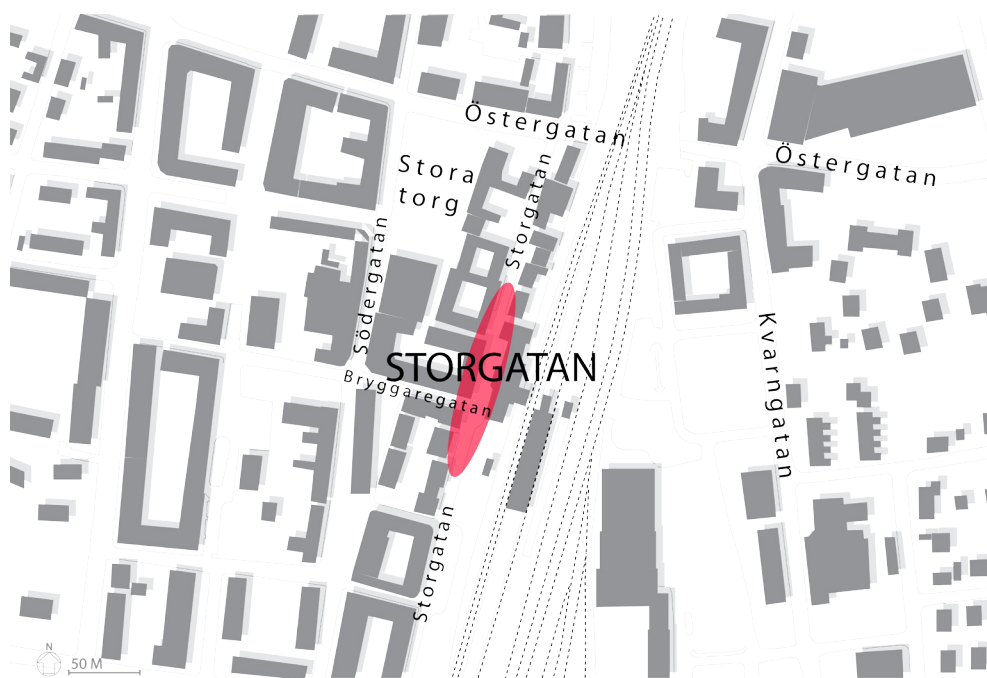 Östergatan
Stora
torg
Storgatan
Östergatan
Södergatan
STORGATAN
Bryggaregatan
Kvarngatan
Storgatan
N
50 M